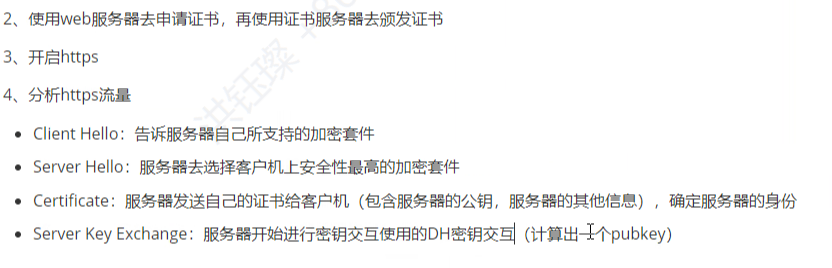 2、使用web服务器去申请证书，再使用证书服务器去颁发证书
3、开启https
4、分析https流量
洪钰璨 +86
Client Hello：告诉服务器自己所支持的加密套件
Server Hello：服务器去选择客户机上安全性最高的加密套件
Certificate：服务器发送自己的证书给客户机（包含服务器的公钥，服务器的其他信息），确定服务器的身份
Server Key Exchange：服务器开始进行密钥交互使用的DH密钥交互（计算出一个pubkey）